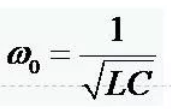 ω₀ = 1/√LC